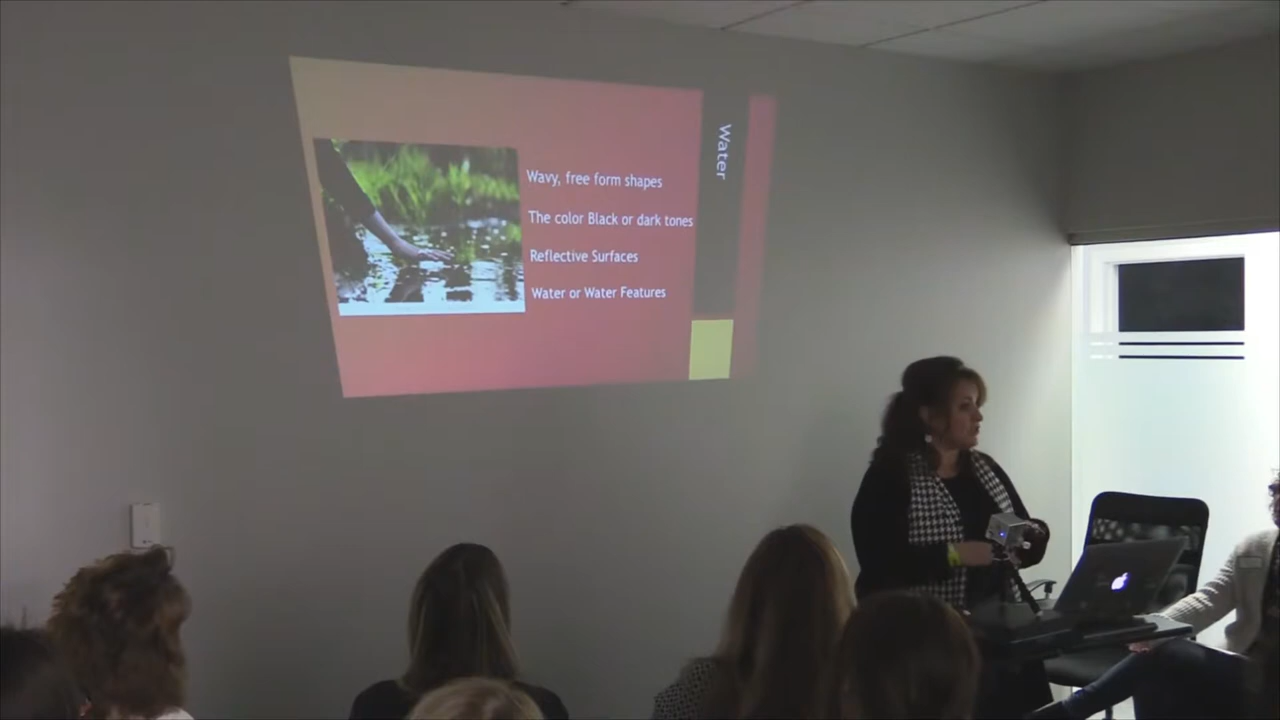 Water
Wavy, free form shapes
The color Black or dark tones
Reflective Surfaces
Water or Water Features